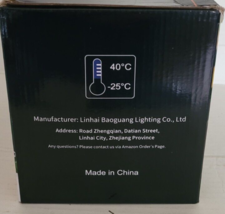 40°C
-25°C
Manufacturer: Linhai Baoguang Lighting Co., Ltd
Address: Road Zhengqian, Datian Street,
Linhai City, Zhejiang Province
Any questions? Please contact us via Amazon Order's Page.
Made in China